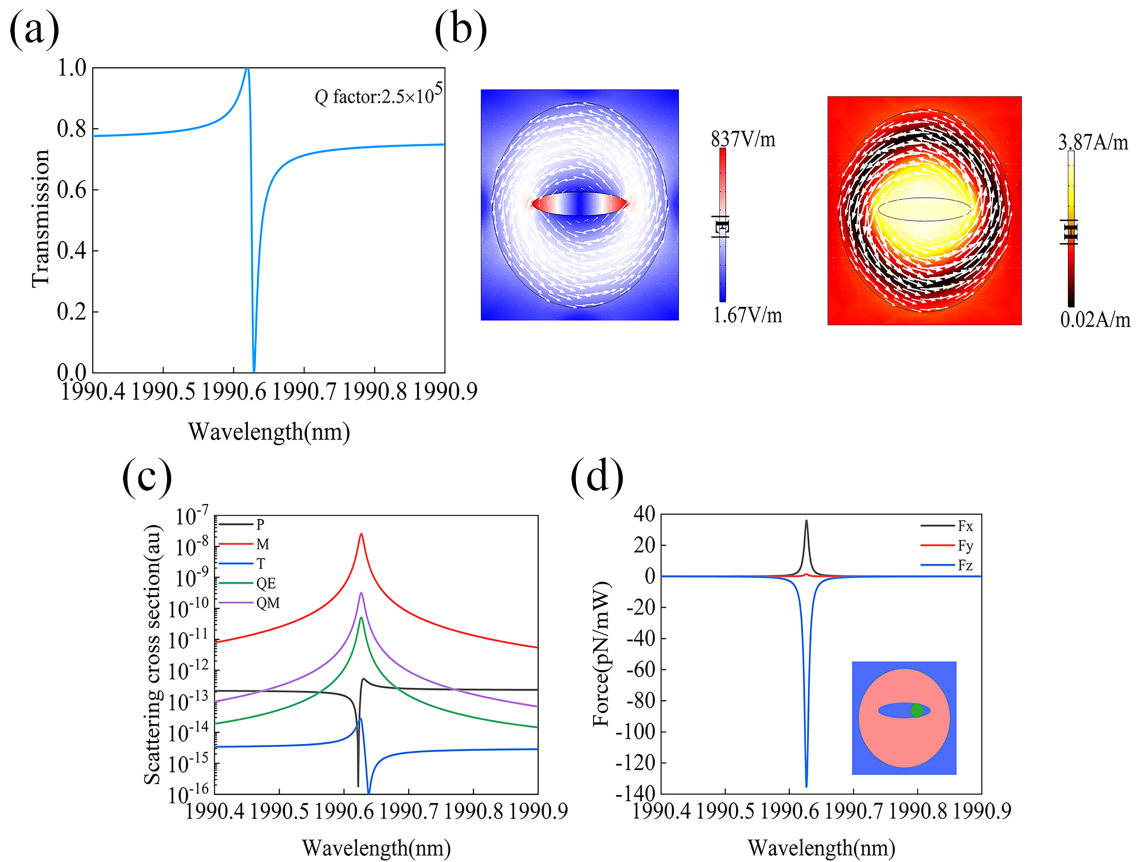 (a)
1.0
0.8
0.6
0.4
0.2
0.0
Transmission
Q factor:2.5×10⁵
1990.4 1990.5 1990.6 1990.7 1990.8 1990.9
Wavelength(nm)
(b)
837V/m
|E|
1.67V/m
3.87A/m
|H|
0.02A/m
(c)
10⁻⁷
10⁻⁸
10⁻⁹
10⁻¹⁰
10⁻¹¹
10⁻¹²
10⁻¹³
10⁻¹⁴
10⁻¹⁵
10⁻¹⁶
Scattering cross section(au)
P
M
T
QE
QM
1990.4 1990.5 1990.6 1990.7 1990.8 1990.9
Wavelength(nm)
(d)
40
20
0
-20
-40
-60
-80
-100
-120
-140
Force(pN/mW)
Fx
Fy
Fz
1990.4 1990.5 1990.6 1990.7 1990.8 1990.9
Wavelength(nm)